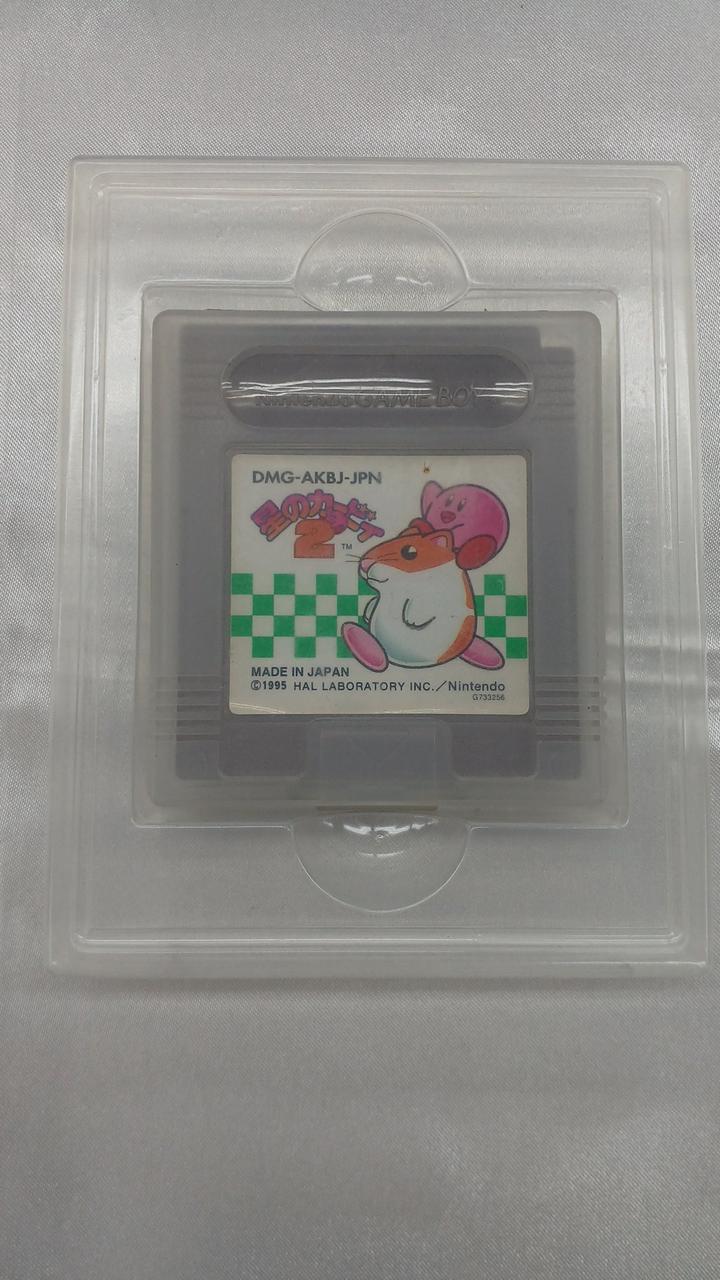 Nintendo GAME BOY
DMG-AKBJ-JPN
星のカービィ
2 TM
MADE IN JAPAN
©1995 HAL LABORATORY INC./Nintendo
G733256